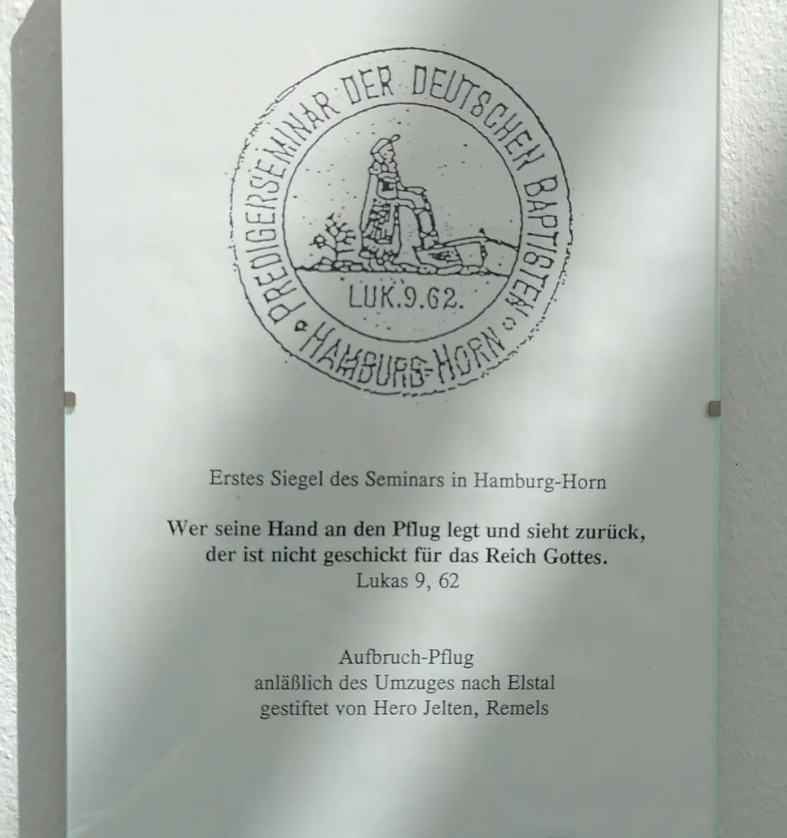 PREDIGERSEMINAR DER DEUTSCHEN BAPTISTEN
HAMBURG-HORN
LUK.9.62.
Erstes Siegel des Seminars in Hamburg-Horn
Wer seine Hand an den Pflug legt und sieht zurück,
der ist nicht geschickt für das Reich Gottes.
Lukas 9, 62
Aufbruch-Pflug
anläßlich des Umzuges nach Elstal
gestiftet von Hero Jelten, Remels